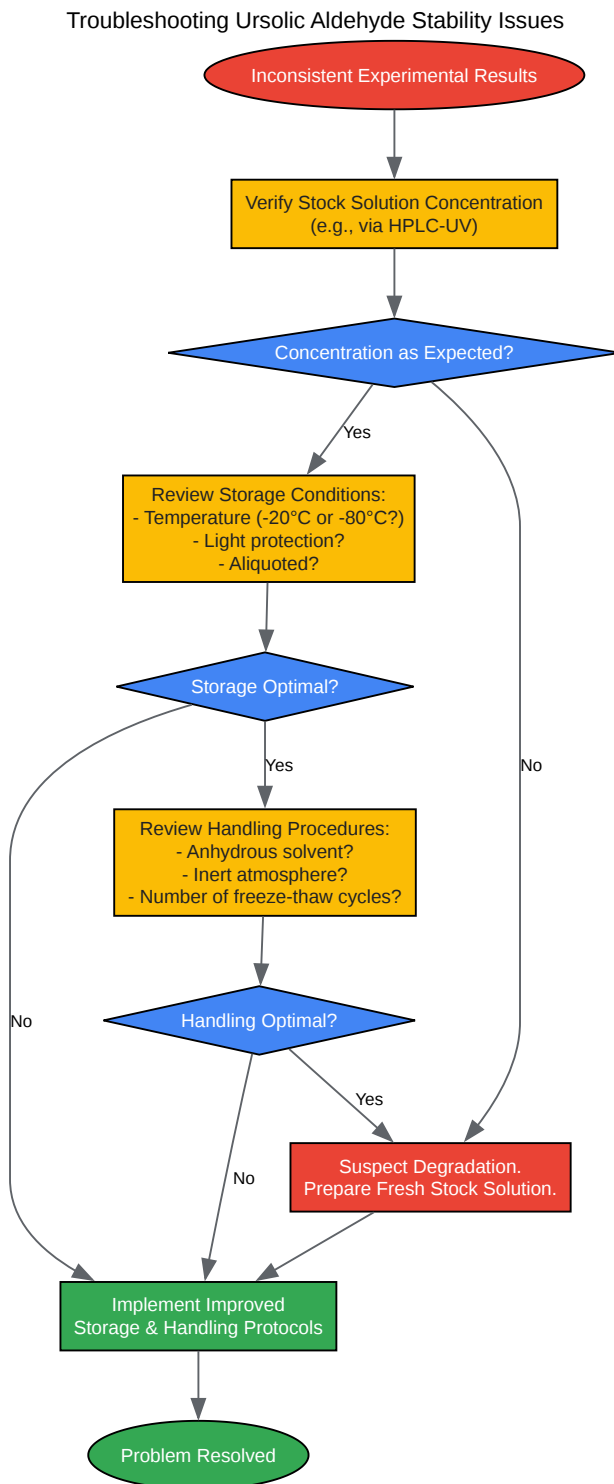 Troubleshooting Ursolic Aldehyde Stability Issues
Inconsistent Experimental Results
Verify Stock Solution Concentration
(e.g., via HPLC-UV)
Concentration as Expected?
Yes
Review Storage Conditions:
- Temperature (-20°C or -80°C?)
- Light protection?
- Aliquoted?
Storage Optimal?
Yes
No
Review Handling Procedures:
- Anhydrous solvent?
- Inert atmosphere?
- Number of freeze-thaw cycles?
No
Handling Optimal?
Yes
No
Suspect Degradation.
Prepare Fresh Stock Solution.
Implement Improved
Storage & Handling Protocols
Problem Resolved